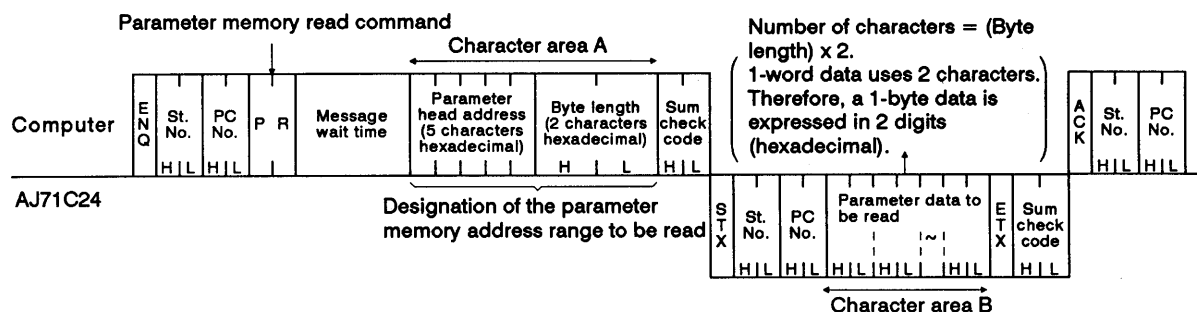 Parameter memory read command
Character area A
Number of characters = (Byte
length) x 2.
1-word data uses 2 characters.
Therefore, a 1-byte data is
expressed in 2 digits
(hexadecimal).
Computer
ENQ
St.
No.
H L
PC
No.
H L
P R
Message
wait time
Parameter
head address
(5 characters
hexadecimal)
Byte length
(2 characters
hexadecimal)
H L
Sum
check
code
H L
ACK
St.
No.
H L
PC
No.
H L
AJ71C24
Designation of the parameter
memory address range to be read
STX
St.
No.
H L
PC
No.
H L
Parameter data to
be read
~
H L H L H L
ETX
Sum
check
code
H L
Character area B